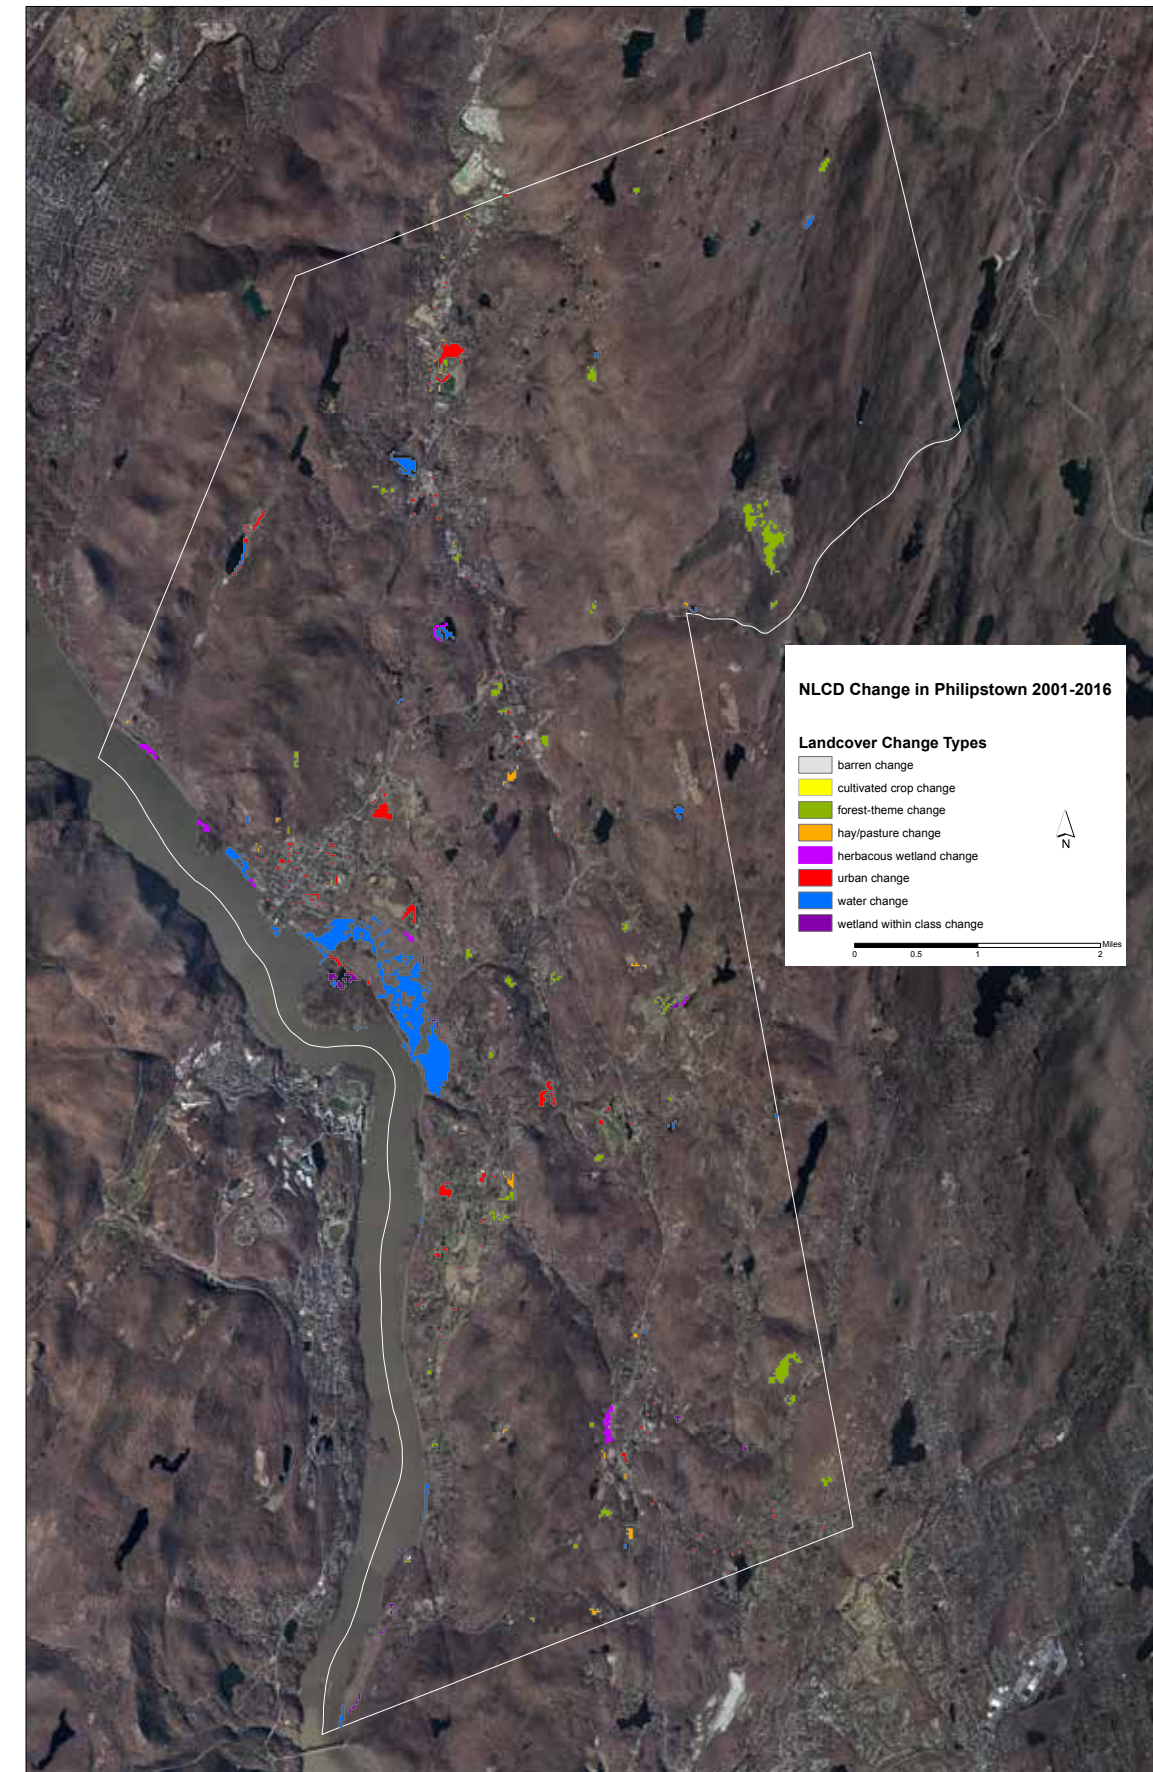 NLCD Change in Philipstown 2001-2016
Landcover Change Types
barren change
cultivated crop change
forest-theme change
hay/pasture change
herbacous wetland change
urban change
water change
wetland within class change
N
Miles
0 0.5 1 2